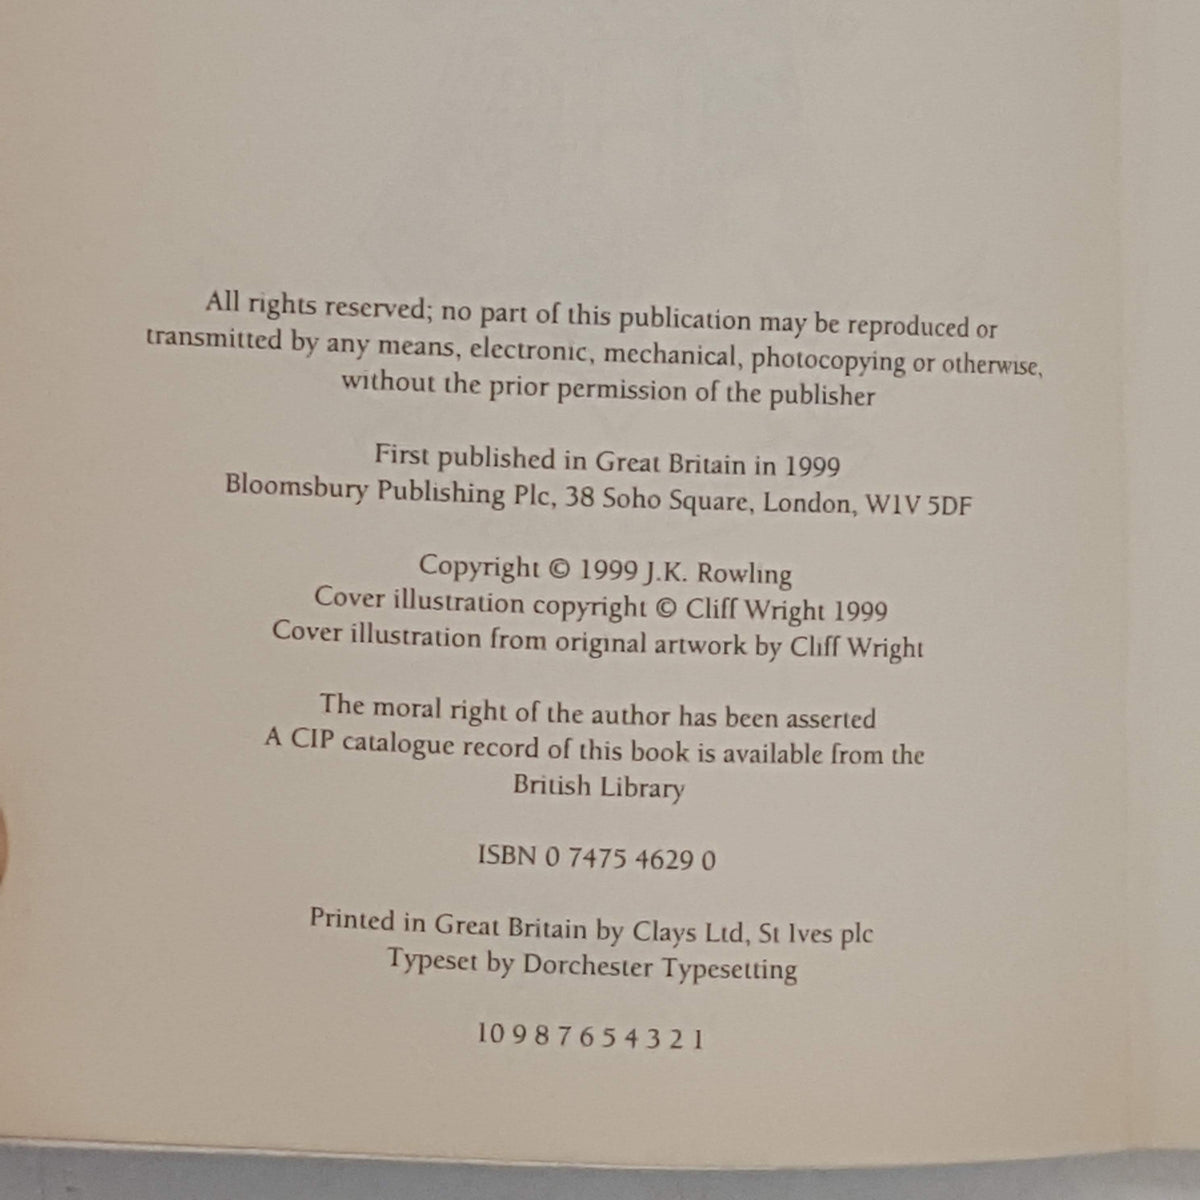 All rights reserved; no part of this publication may be reproduced or
transmitted by any means, electronic, mechanical, photocopying or otherwise,
without the prior permission of the publisher
First published in Great Britain in 1999
Bloomsbury Publishing Plc, 38 Soho Square, London, W1V 5DF
Copyright © 1999 J.K. Rowling
Cover illustration copyright © Cliff Wright 1999
Cover illustration from original artwork by Cliff Wright
The moral right of the author has been asserted
A CIP catalogue record of this book is available from the
British Library
ISBN 0 7475 4629 0
Printed in Great Britain by Clays Ltd, St Ives plc
Typeset by Dorchester Typesetting
10 9 8 7 6 5 4 3 2 1